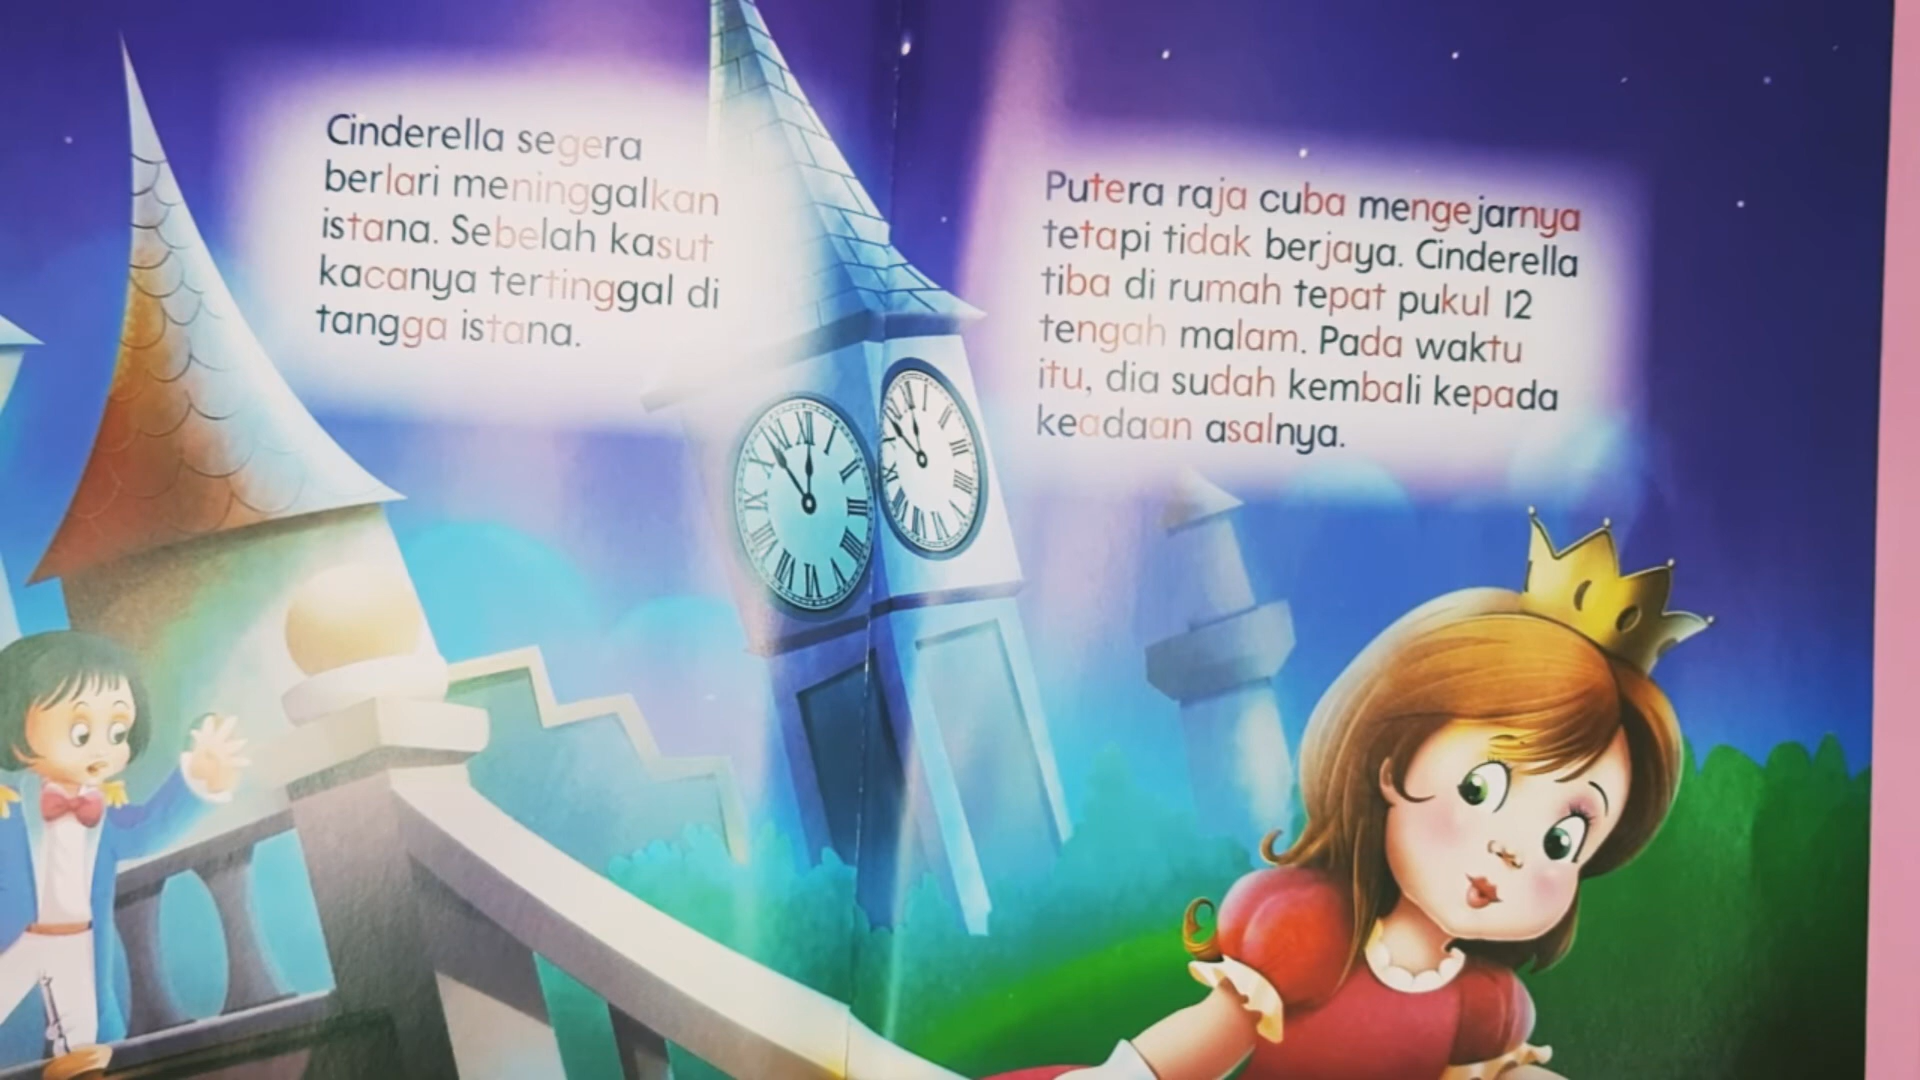 Cinderella segera
berlari meninggalkan
istana. Sebelah kasut
kacanya tertinggal di
tangga istana.
Putera raja cuba mengejarnya
tetapi tidak berjaya. Cinderella
tiba di rumah tepat pukul 12
tengah malam. Pada waktu
itu, dia sudah kembali kepada
keadaan asalnya.